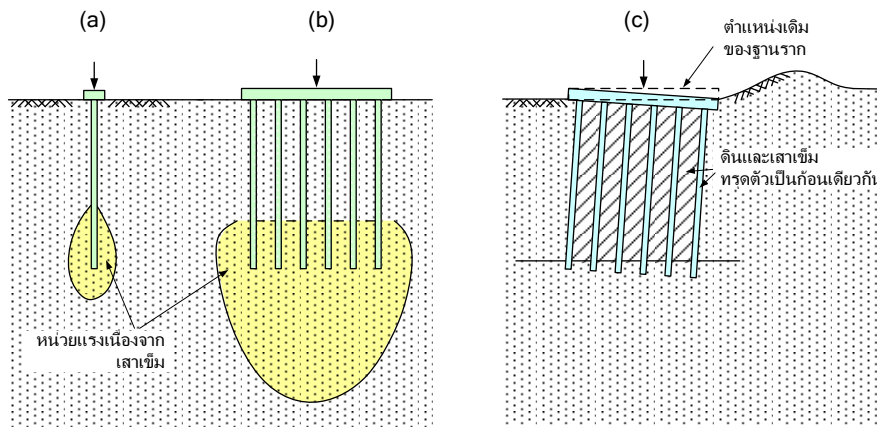 (a)
(b)
(c)
ตำแหน่งเดิม
ของฐานราก
ดินและเสาเข็ม
ทรุดตัวเป็นก้อนเดียวกัน
หน่วยแรงเนื่องจาก
เสาเข็ม